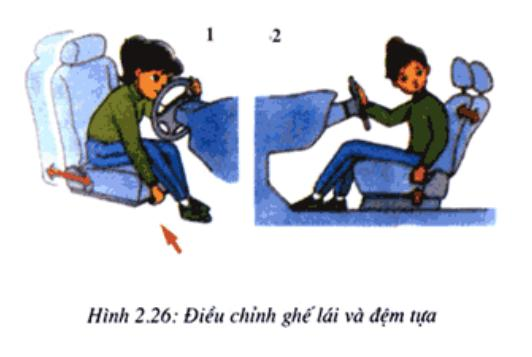 1 2
Hình 2.26: Điều chỉnh ghế lái và đệm tựa